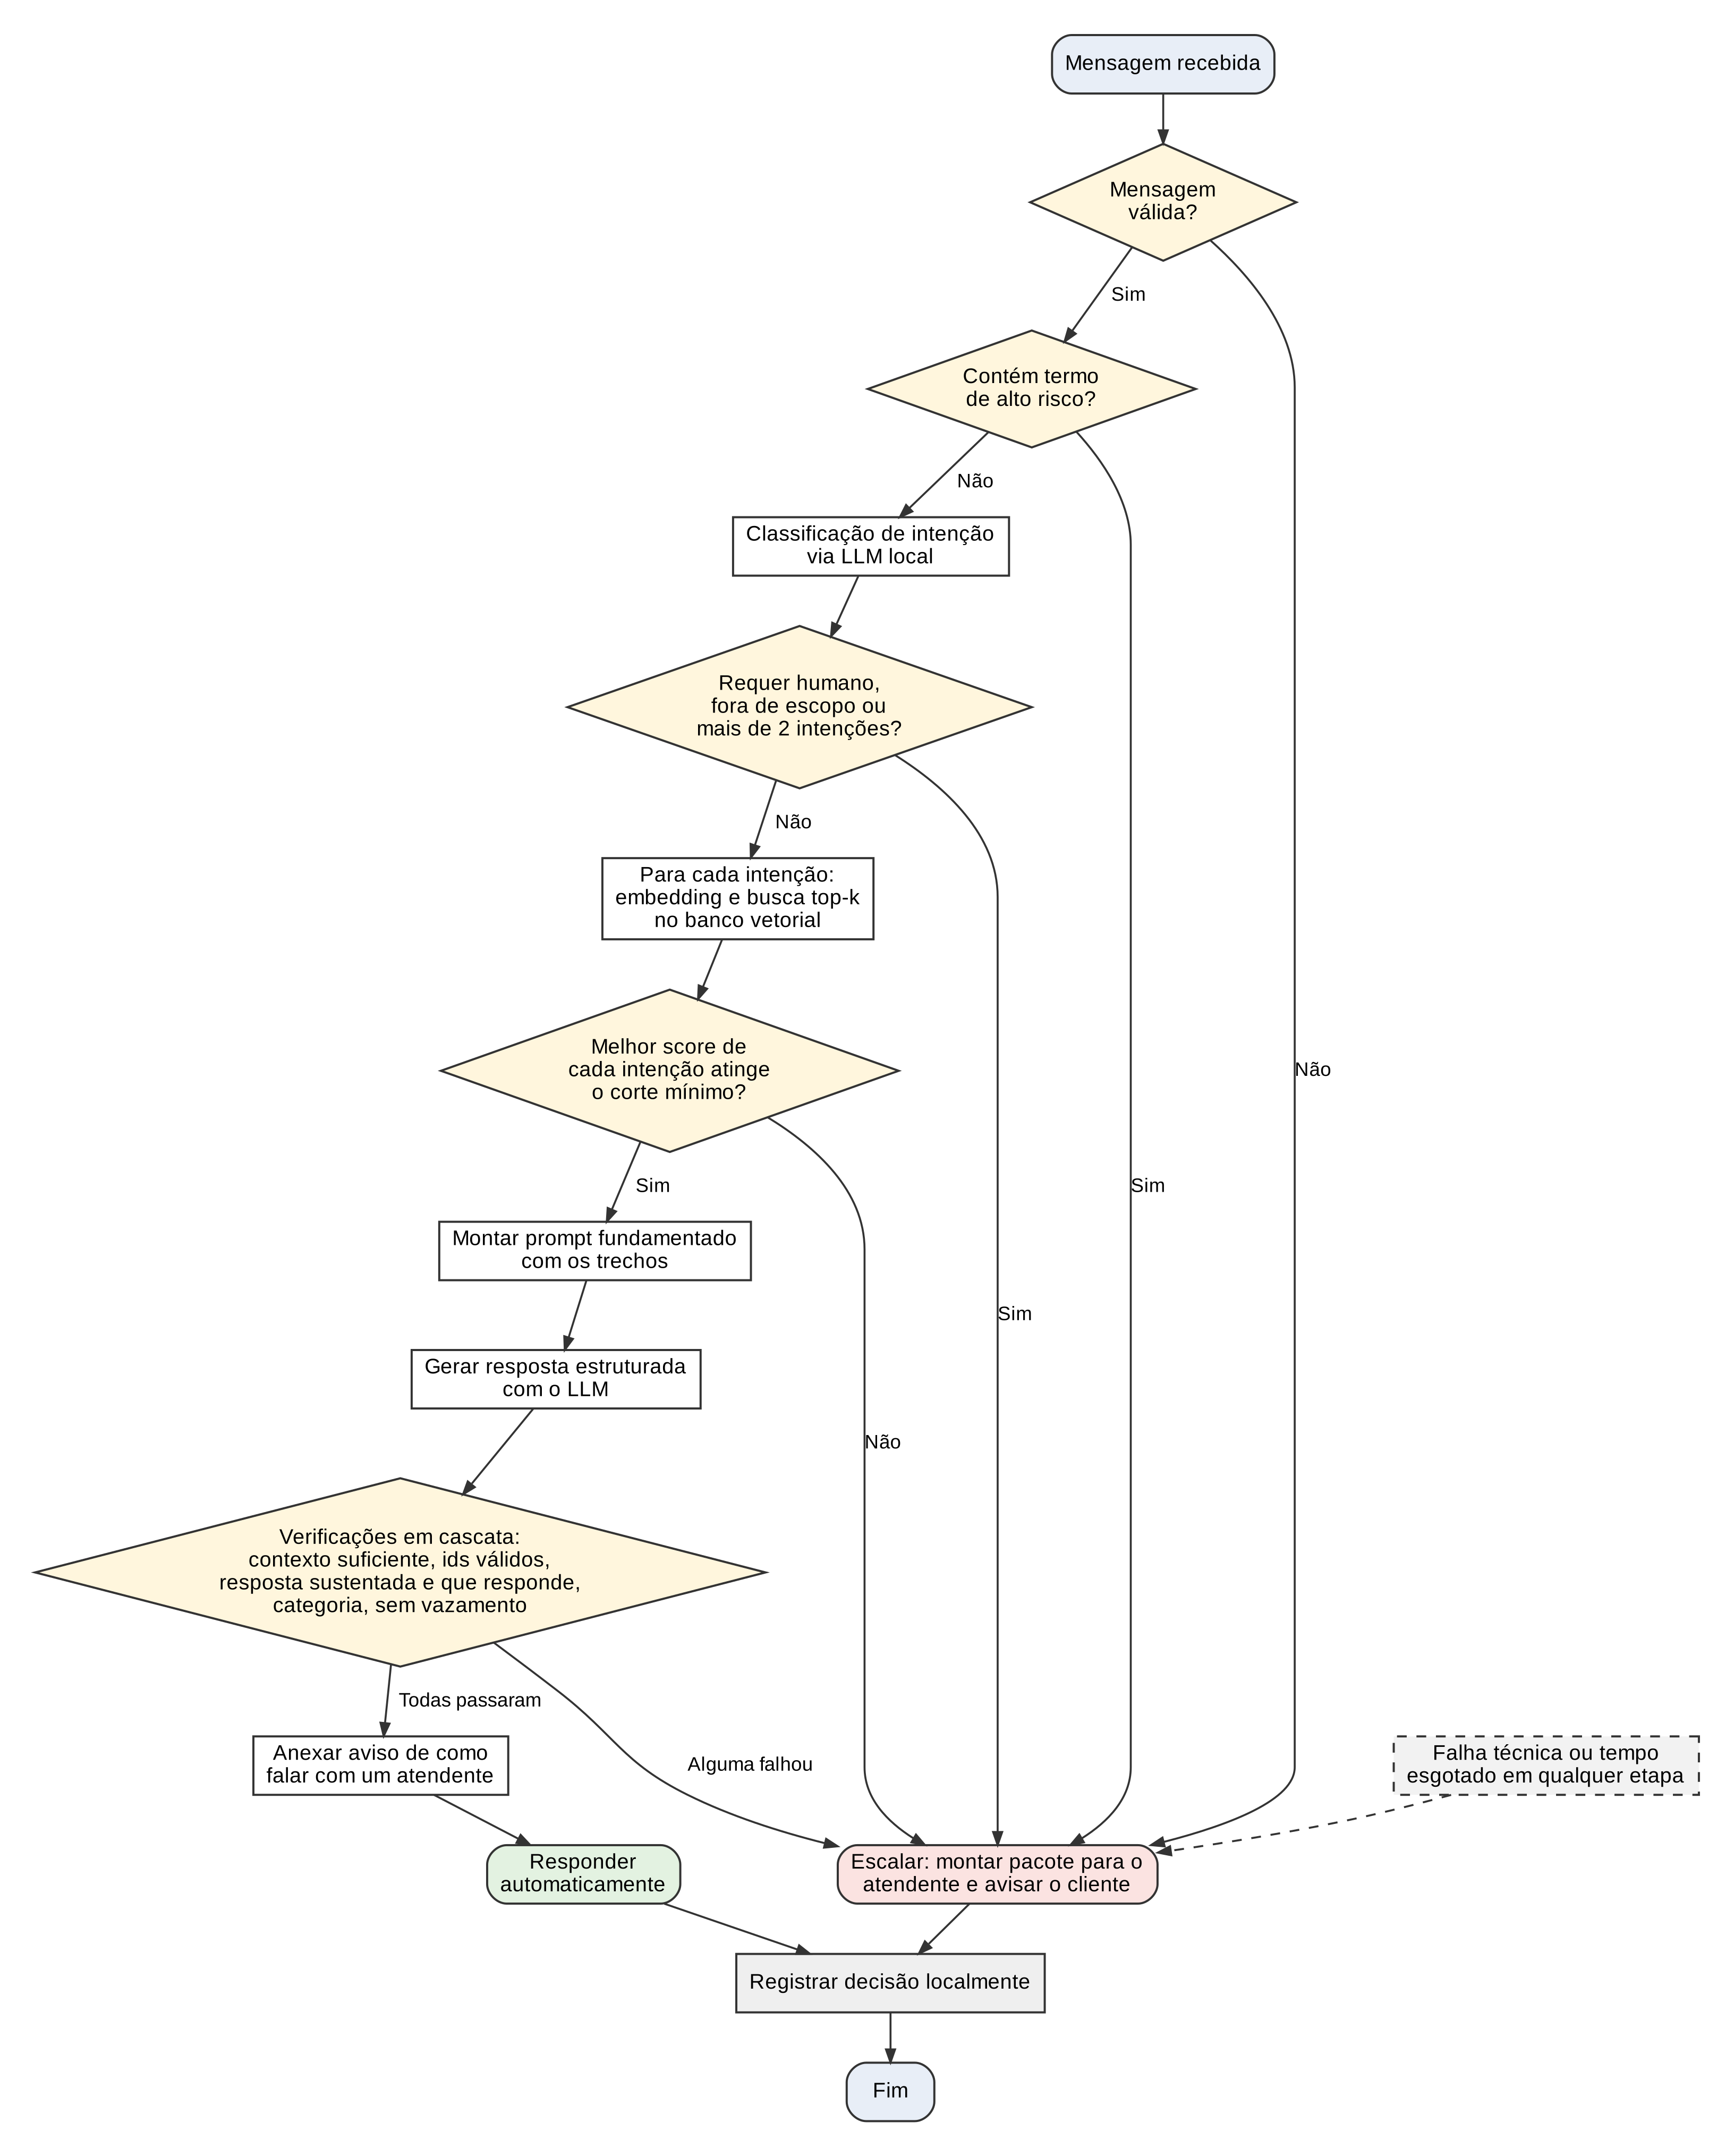 Mensagem recebida
Mensagem
válida?
Sim
Contém termo
de alto risco?
Não
Classificação de intenção
via LLM local
Requer humano,
fora de escopo ou
mais de 2 intenções?
Não
Para cada intenção:
embedding e busca top-k
no banco vetorial
Melhor score de
cada intenção atinge
o corte mínimo?
Não
Sim
Sim
Montar prompt fundamentado
com os trechos
Sim
Gerar resposta estruturada
com o LLM
Não
Verificações em cascata:
contexto suficiente, ids válidos,
resposta sustentada e que responde,
categoria, sem vazamento
Todas passaram
Alguma falhou
Anexar aviso de como
falar com um atendente
Falha técnica ou tempo
esgotado em qualquer etapa
Responder
automaticamente
Escalar: montar pacote para o
atendente e avisar o cliente
Registrar decisão localmente
Fim